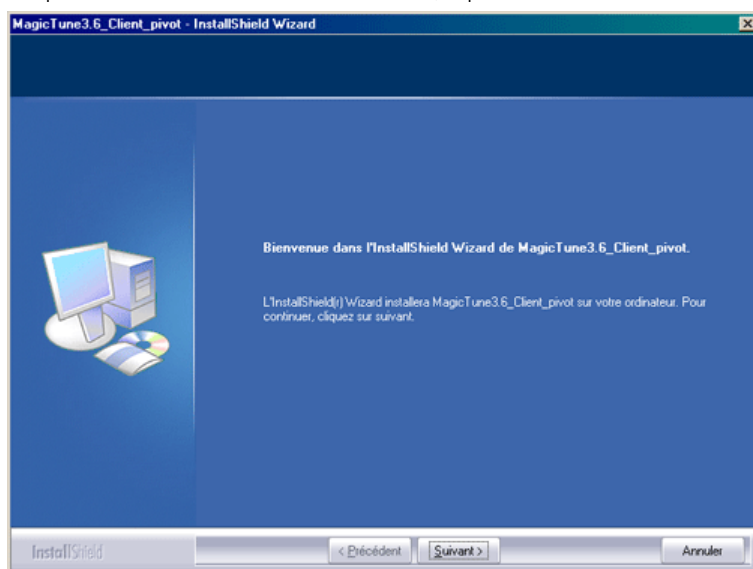 MagicTune3.6_Client_pivot - InstallShield Wizard
Bienvenue dans l'InstallShield Wizard de MagicTune3.6_Client_pivot.
L'InstallShield(r) Wizard installera MagicTune3.6_Client_pivot sur votre ordinateur. Pour
continuer, cliquez sur suivant.
InstallShield
< Précédent
Suivant >
Annuler